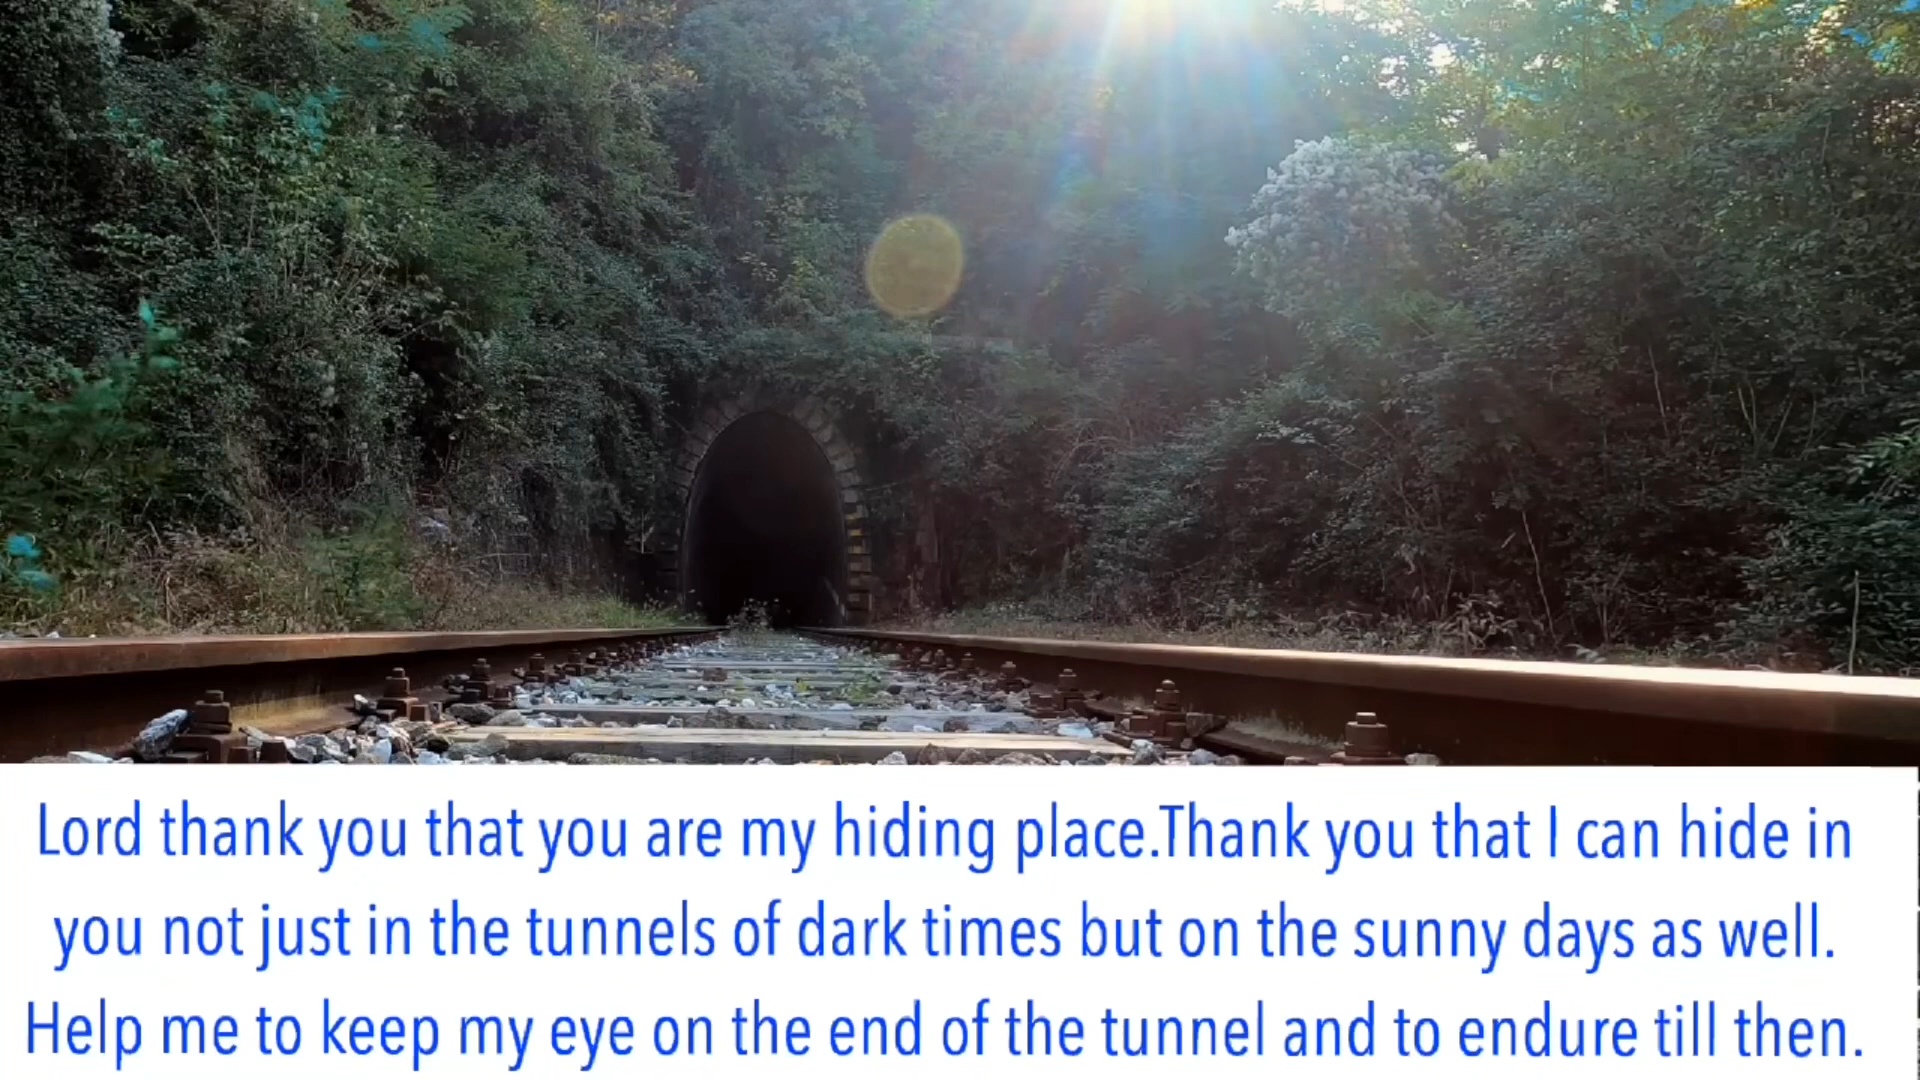 Lord thank you that you are my hiding place.Thank you that I can hide in
you not just in the tunnels of dark times but on the sunny days as well.
Help me to keep my eye on the end of the tunnel and to endure till then.